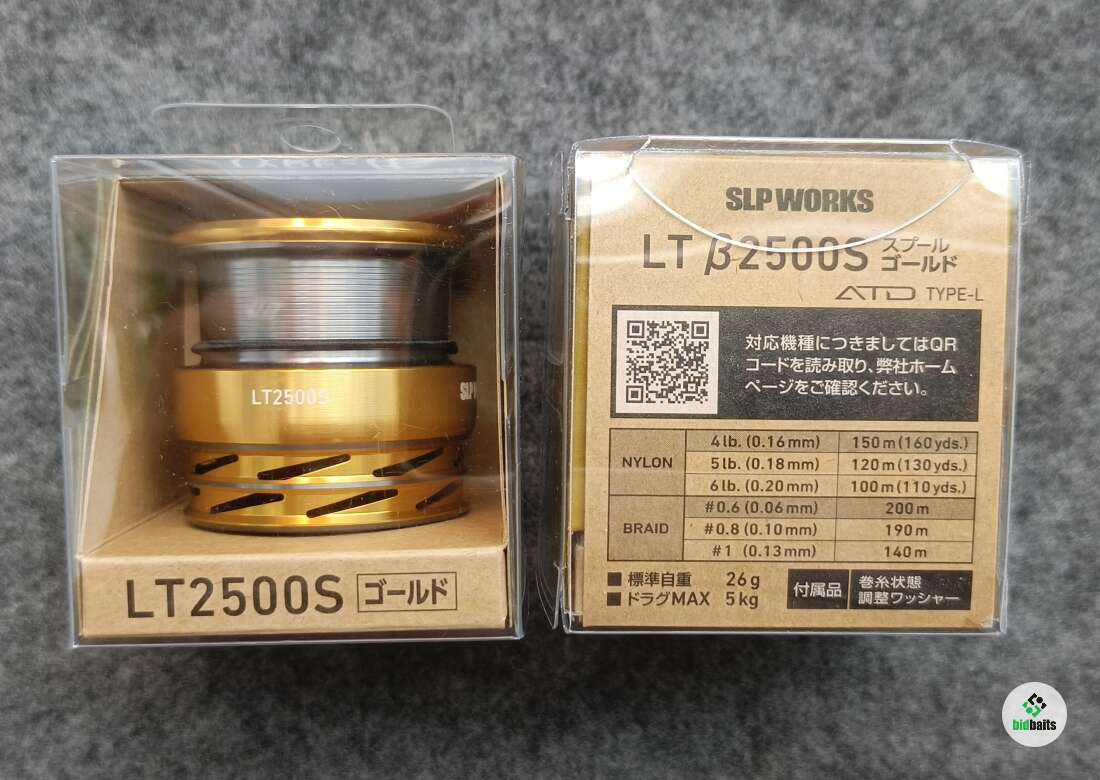 LT2500S
SLP W
LT2500S ゴールド
SLP WORKS
LT β2500S スプール
ゴールド
ATD TYPE-L
対応機種につきましてはQR
コードを読み取り、弊社ホーム
ページをご確認ください。
NYLON 4lb. (0.16mm) 150m(160yds.)
5lb. (0.18mm) 120m(130yds.)
6lb. (0.20mm) 100m(110yds.)
BRAID #0.6 (0.06mm) 200m
#0.8 (0.10mm) 190m
#1 (0.13mm) 140m
■標準自重 26g
■ドラグMAX 5kg
付属品 巻糸状態
調整ワッシャー
bidbaits